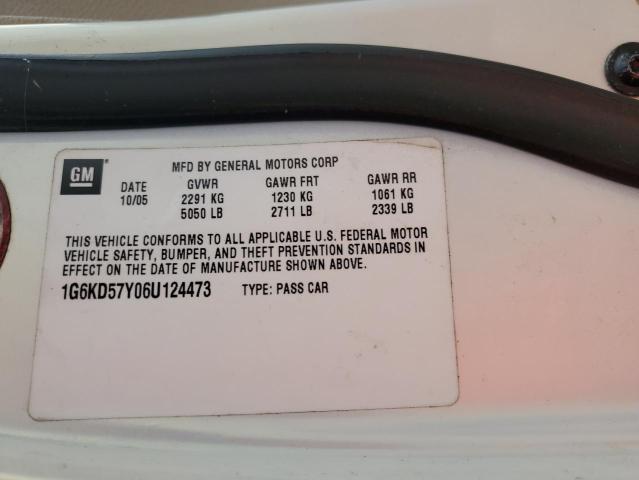 GM
MFD BY GENERAL MOTORS CORP
DATE GVWR GAWR FRT GAWR RR
10/05 2291 KG 1230 KG 1061 KG
5050 LB 2711 LB 2339 LB
THIS VEHICLE CONFORMS TO ALL APPLICABLE U.S. FEDERAL MOTOR
VEHICLE SAFETY, BUMPER, AND THEFT PREVENTION STANDARDS IN
EFFECT ON THE DATE OF MANUFACTURE SHOWN ABOVE.
1G6KD57Y06U124473 TYPE: PASS CAR